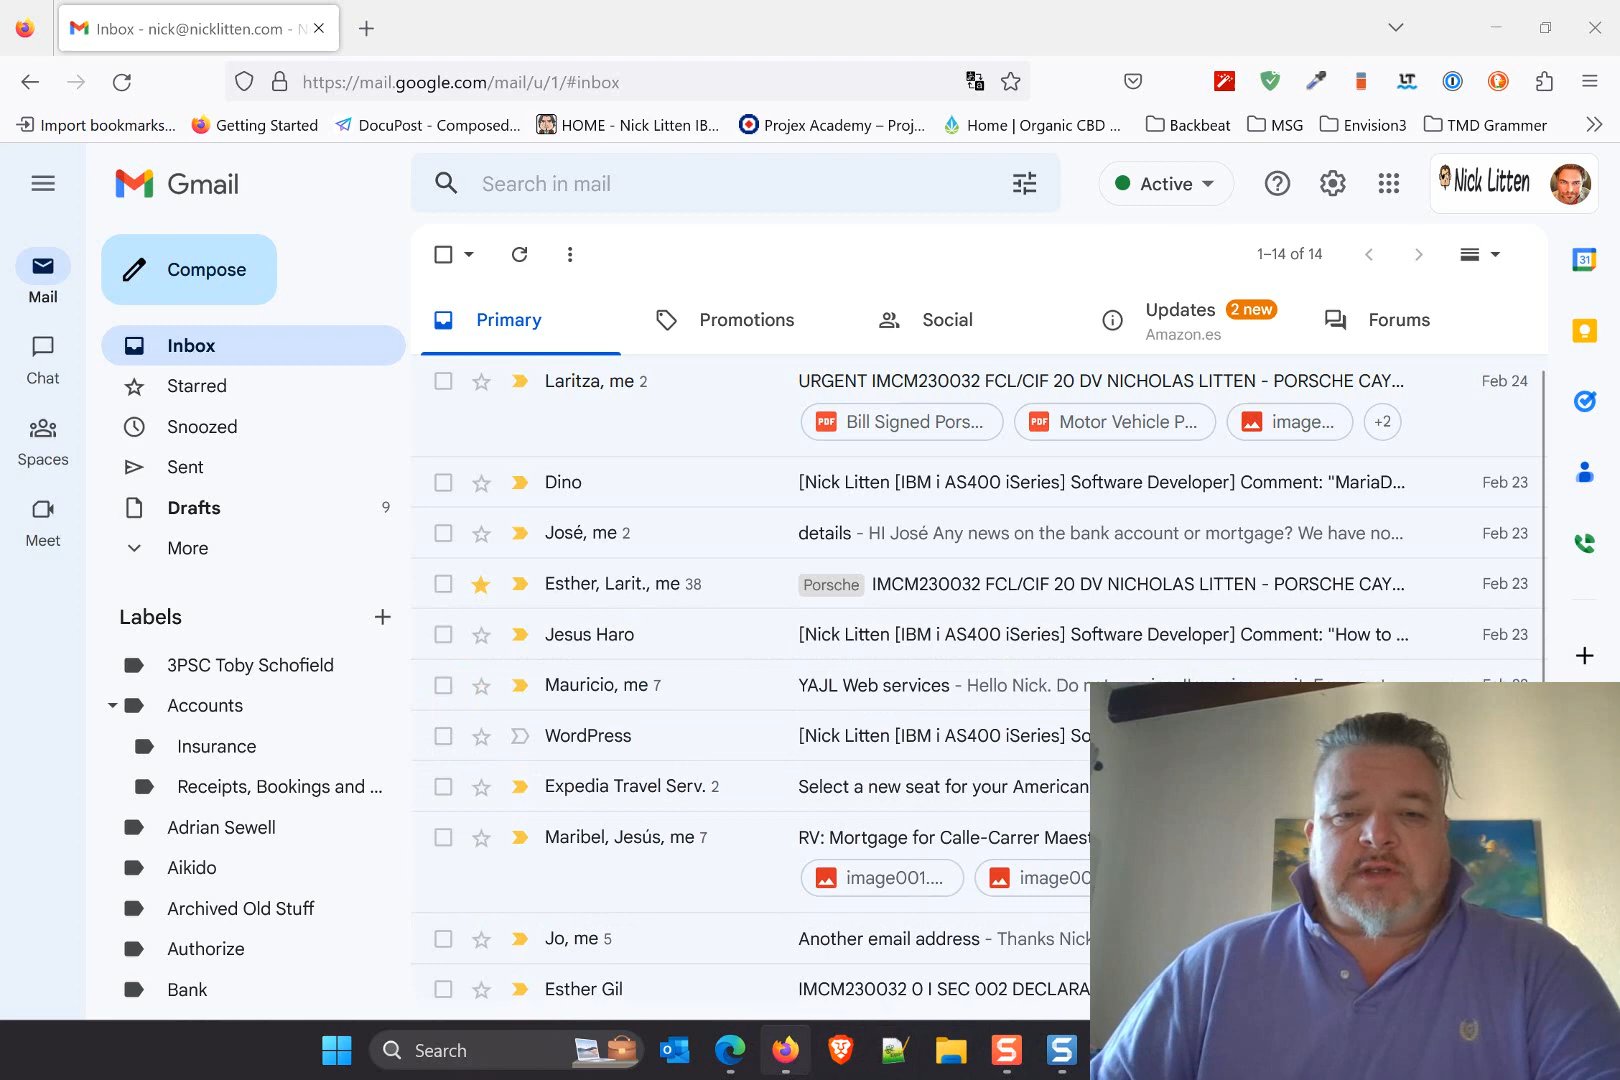 Inbox - nick@nicklitten.com - N
https://mail.google.com/mail/u/1/#inbox
Import bookmarks...
Getting Started
DocuPost - Composed...
HOME - Nick Litten IB...
Projex Academy – Proj...
Home | Organic CBD ...
Backbeat
MSG
Envision3
TMD Grammer
LT
Gmail
Search in mail
Active
Nick Litten
Compose
Mail
Chat
Spaces
Meet
Inbox
Starred
Snoozed
Sent
Drafts 9
More
Labels
3PSC Toby Schofield
Accounts
Insurance
Receipts, Bookings and ...
Adrian Sewell
Aikido
Archived Old Stuff
Authorize
Bank
1–14 of 14
Primary
Promotions
Social
Updates 2 new
Amazon.es
Forums
31
Laritza, me 2 URGENT IMCM230032 FCL/CIF 20 DV NICHOLAS LITTEN - PORSCHE CAY... Feb 24
PDF Bill Signed Pors... PDF Motor Vehicle P... image... +2
Dino [Nick Litten [IBM i AS400 iSeries] Software Developer] Comment: "MariaD... Feb 23
José, me 2 details - HI José Any news on the bank account or mortgage? We have no... Feb 23
Esther, Larit., me 38 Porsche IMCM230032 FCL/CIF 20 DV NICHOLAS LITTEN - PORSCHE CAY... Feb 23
Jesus Haro [Nick Litten [IBM i AS400 iSeries] Software Developer] Comment: "How to ... Feb 23
Mauricio, me 7 YAJL Web services - Hello Nick. Do
WordPress [Nick Litten [IBM i AS400 iSeries] So
Expedia Travel Serv. 2 Select a new seat for your American
Maribel, Jesús, me 7 RV: Mortgage for Calle-Carrer Maest
image001.... image00
Jo, me 5 Another email address - Thanks Nick
Esther Gil IMCM230032 0 I SEC 002 DECLARA
Search